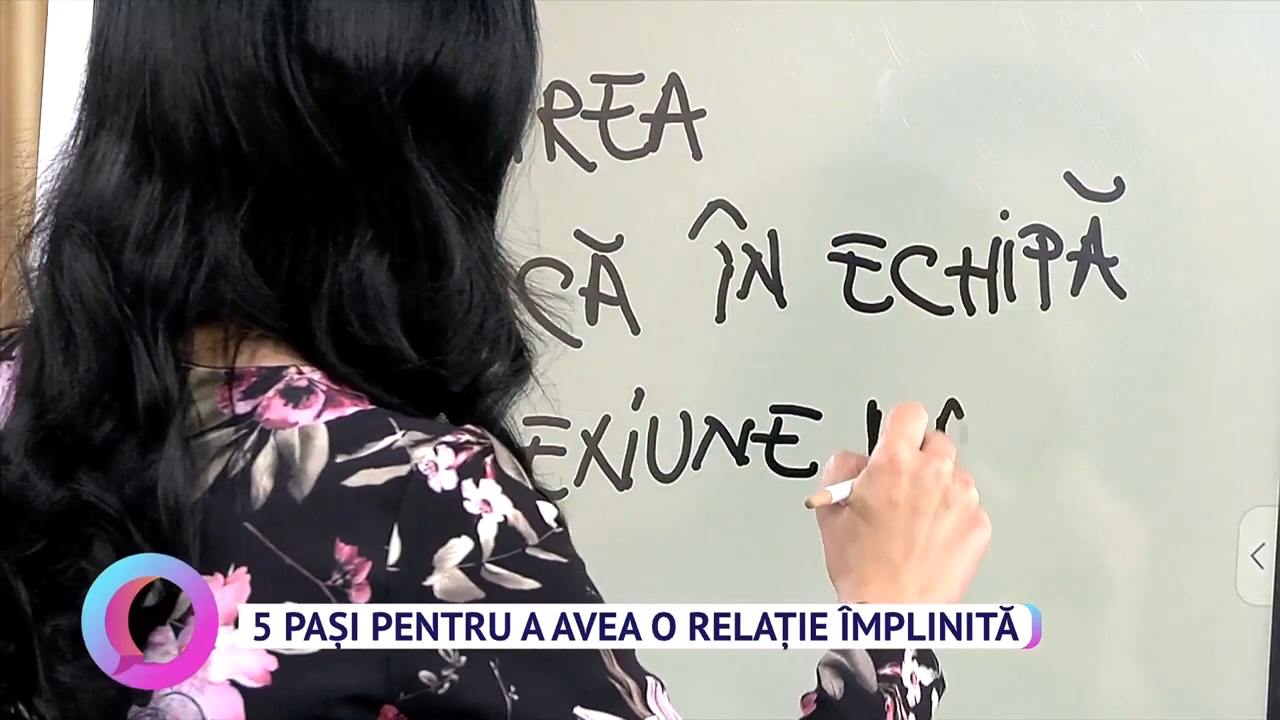 REA
CĂ ÎN ECHIPĂ
EXIUNE
5 PAȘI PENTRU A AVEA O RELAȚIE ÎMPLINITĂ